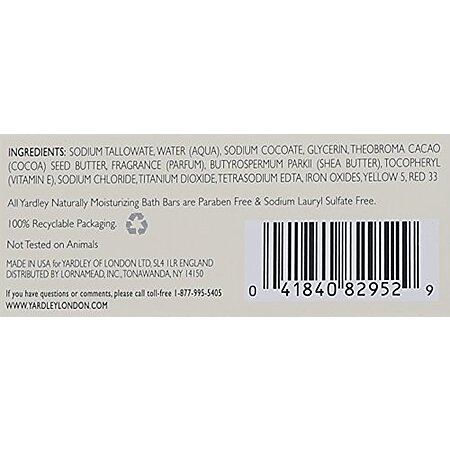 INGREDIENTS: SODIUM TALLOWATE, WATER (AQUA), SODIUM COCOATE, GLYCERIN, THEOBROMA CACAO
(COCOA) SEED BUTTER, FRAGRANCE (PARFUM), BUTYROSPERMUM PARKII (SHEA BUTTER), TOCOPHERYL
(VITAMIN E), SODIUM CHLORIDE, TITANIUM DIOXIDE, TETRASODIUM EDTA, IRON OXIDES, YELLOW 5, RED 33
All Yardley Naturally Moisturizing Bath Bars are Paraben Free & Sodium Lauryl Sulfate Free.
100% Recyclable Packaging.
Not Tested on Animals
MADE IN USA for YARDLEY OF LONDON LTD, SL4 1LR ENGLAND
DISTRIBUTED BY LORNAMEAD, INC., TONAWANDA, NY 14150
If you have questions or comments, please call toll-free 1-877-995-5405
WWW.YARDLEYLONDON.COM
0 41840 82952 9